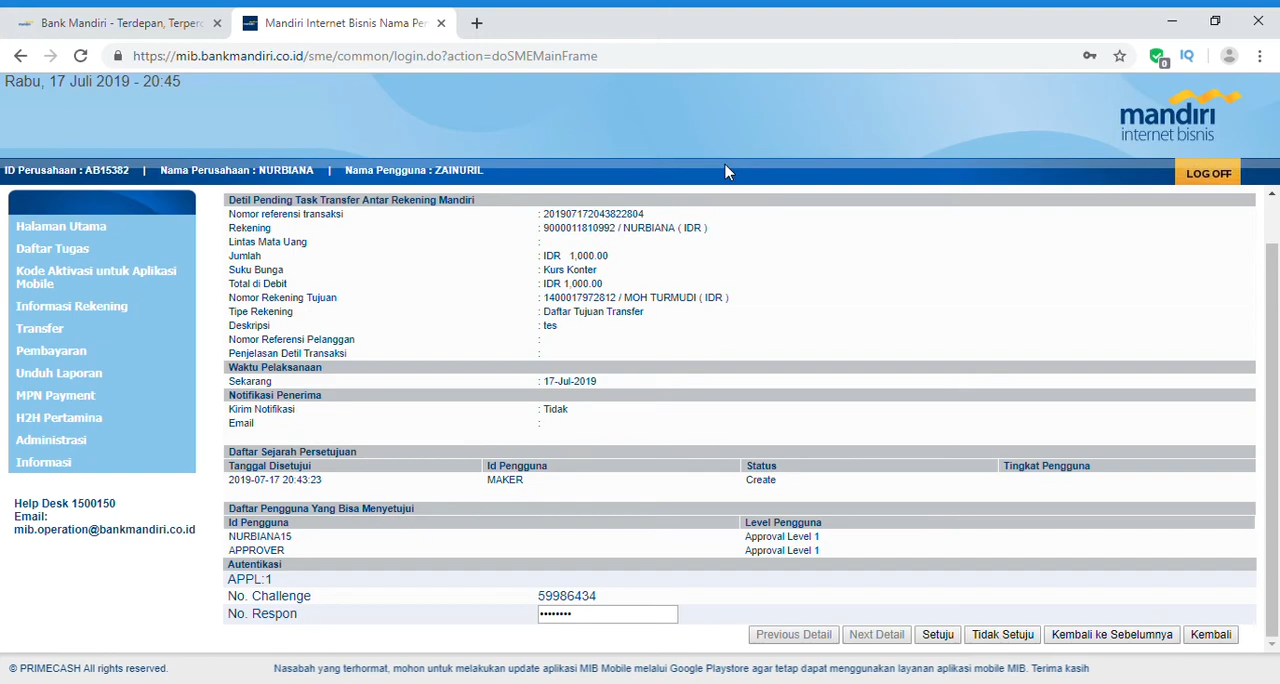 Bank Mandiri - Terdepan, Terperc
Mandiri Internet Bisnis Nama Per
https://mib.bankmandiri.co.id/sme/common/login.do?action=doSMEMainFrame
0
IQ
Rabu, 17 Juli 2019 - 20:45
mandiri
internet bisnis
ID Perusahaan : AB15382 | Nama Perusahaan : NURBIANA | Nama Pengguna : ZAINURIL
LOG OFF
Halaman Utama
Daftar Tugas
Kode Aktivasi untuk Aplikasi
Mobile
Informasi Rekening
Transfer
Pembayaran
Unduh Laporan
MPN Payment
H2H Pertamina
Administrasi
Informasi
Help Desk 1500150
Email:
mib.operation@bankmandiri.co.id
Detil Pending Task Transfer Antar Rekening Mandiri
Nomor referensi transaksi : 201907172043822804
Rekening : 9000011810992 / NURBIANA ( IDR )
Lintas Mata Uang :
Jumlah : IDR 1,000.00
Suku Bunga : Kurs Konter
Total di Debit : IDR 1,000.00
Nomor Rekening Tujuan : 1400017972812 / MOH TURMUDI ( IDR )
Tipe Rekening : Daftar Tujuan Transfer
Deskripsi : tes
Nomor Referensi Pelanggan :
Penjelasan Detil Transaksi :
Waktu Pelaksanaan
Sekarang : 17-Jul-2019
Notifikasi Penerima
Kirim Notifikasi : Tidak
Email :
Daftar Sejarah Persetujuan
Tanggal Disetujui Id Pengguna Status Tingkat Pengguna
2019-07-17 20:43:23 MAKER Create
Daftar Pengguna Yang Bisa Menyetujui
Id Pengguna Level Pengguna
NURBIANA15 Approval Level 1
APPROVER Approval Level 1
Autentikasi
APPL:1
No. Challenge 59986434
No. Respon ••••••••
Previous Detail Next Detail Setuju Tidak Setuju Kembali ke Sebelumnya Kembali
© PRIMECASH All rights reserved. Nasabah yang terhormat, mohon untuk melakukan update aplikasi MIB Mobile melalui Google Playstore agar tetap dapat menggunakan layanan aplikasi mobile MIB. Terima kasih